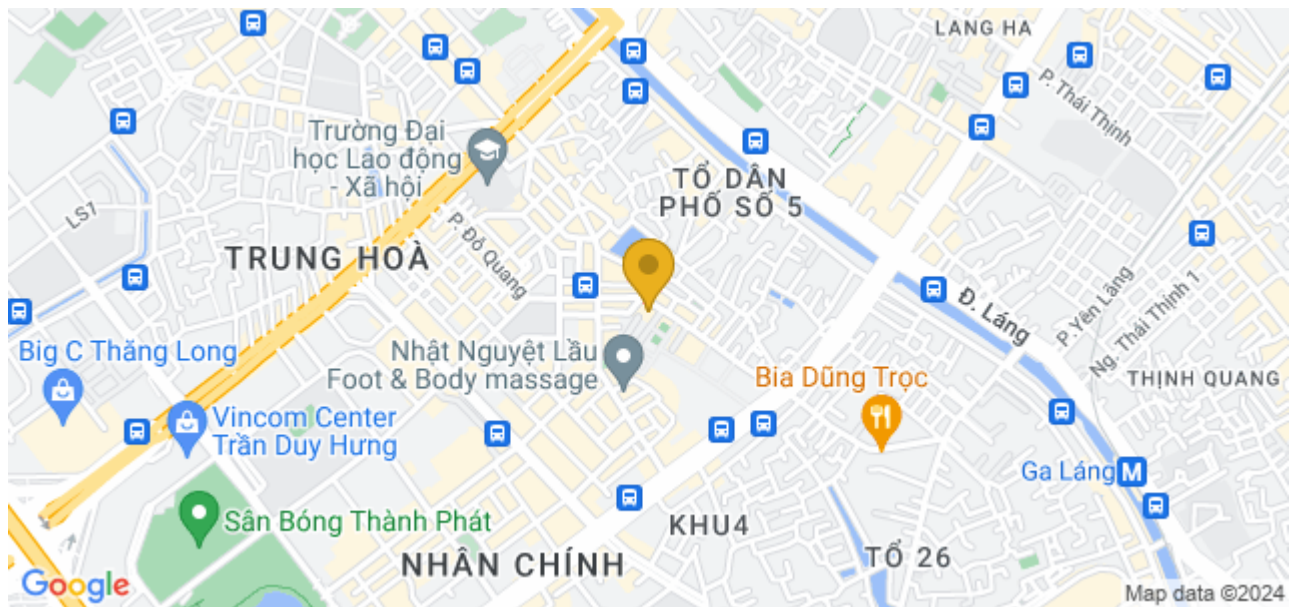 LANG HA
P. Thái Thịnh
Trường Đại
học Lao động
- Xã hội
TỔ DÂN
PHỐ SỐ 5
LS7
P. Đỗ Quang
TRUNG HOÀ
Đ. Láng
P.Yên Lãng
Ng. Thái Thịnh 1
Big C Thăng Long
Nhật Nguyệt Lầu
Foot & Body massage
Bia Dũng Trọc
THỊNH QUANG
Vincom Center
Trần Duy Hưng
Ga Láng
M
Sân Bóng Thành Phát
KHU4
NHÂN CHÍNH
TỔ 26
Google
Map data ©2024